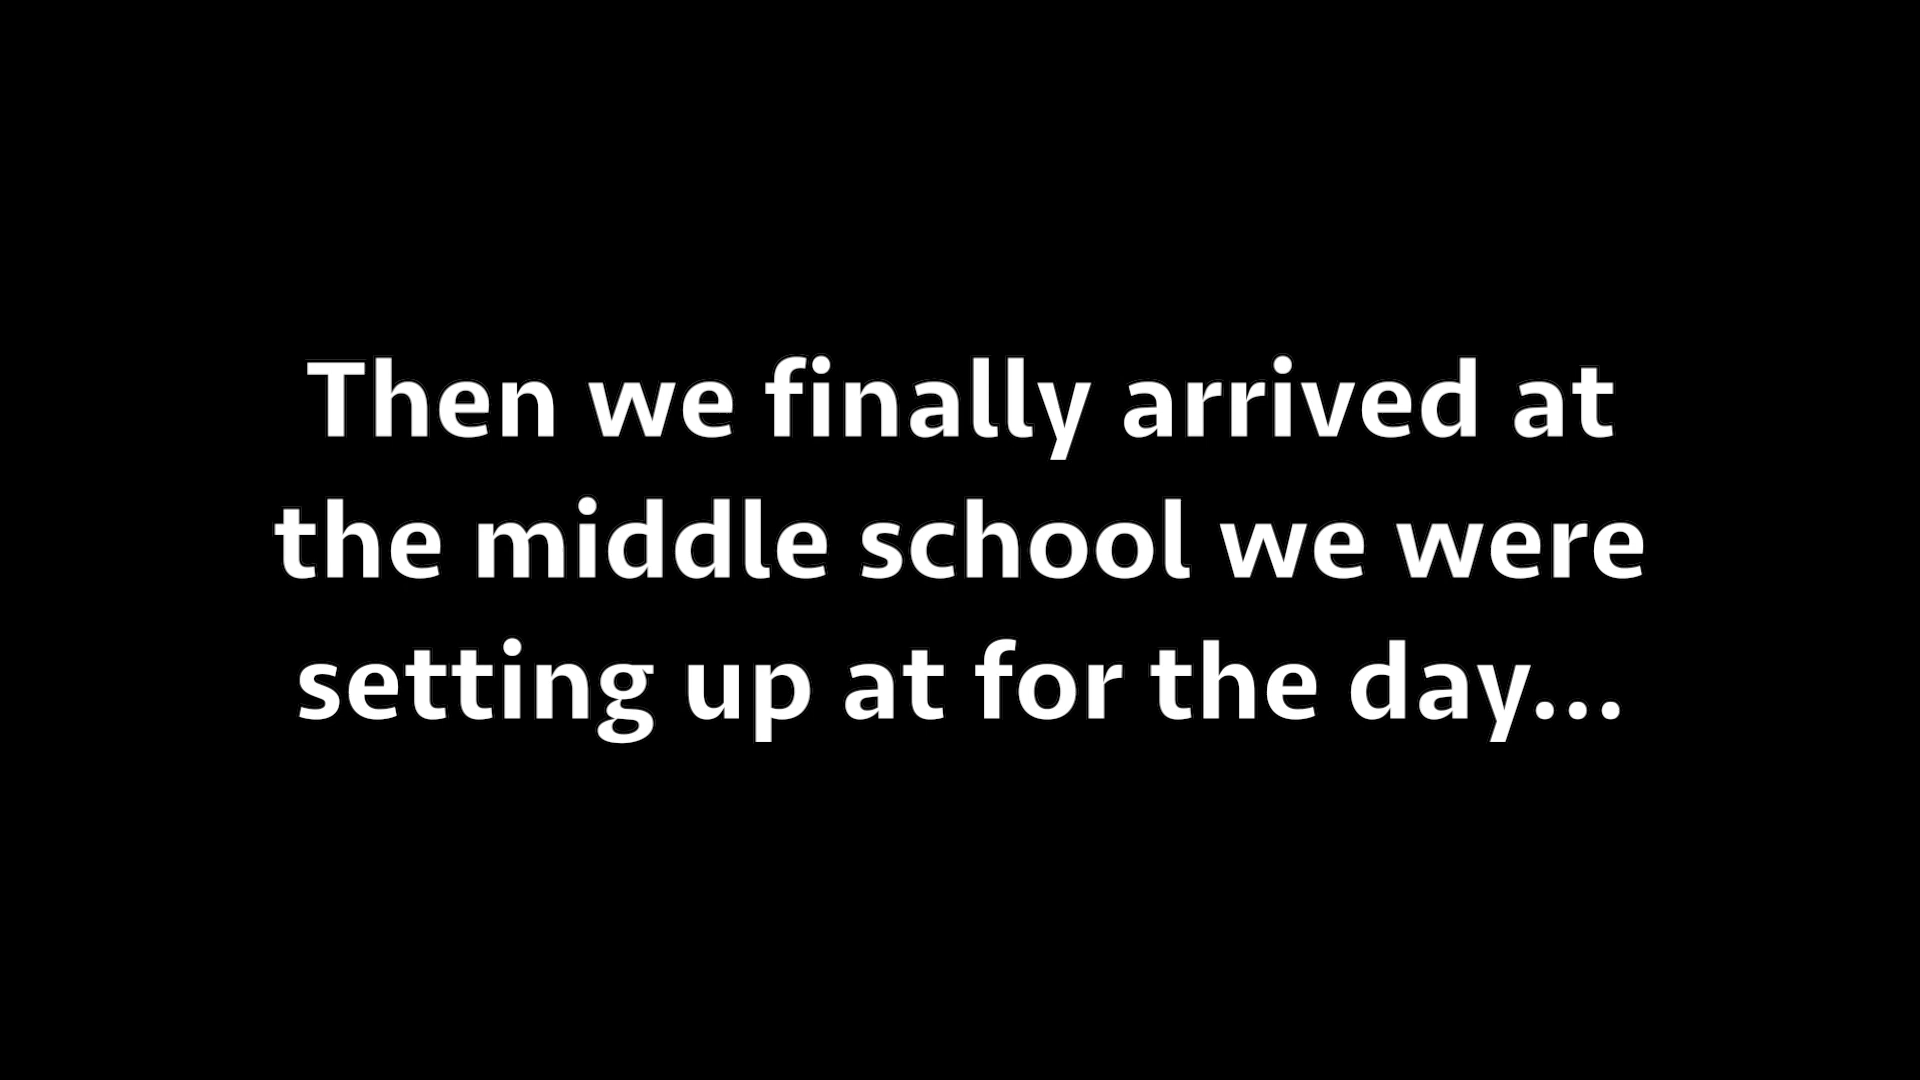 Then we finally arrived at
the middle school we were
setting up at for the day...